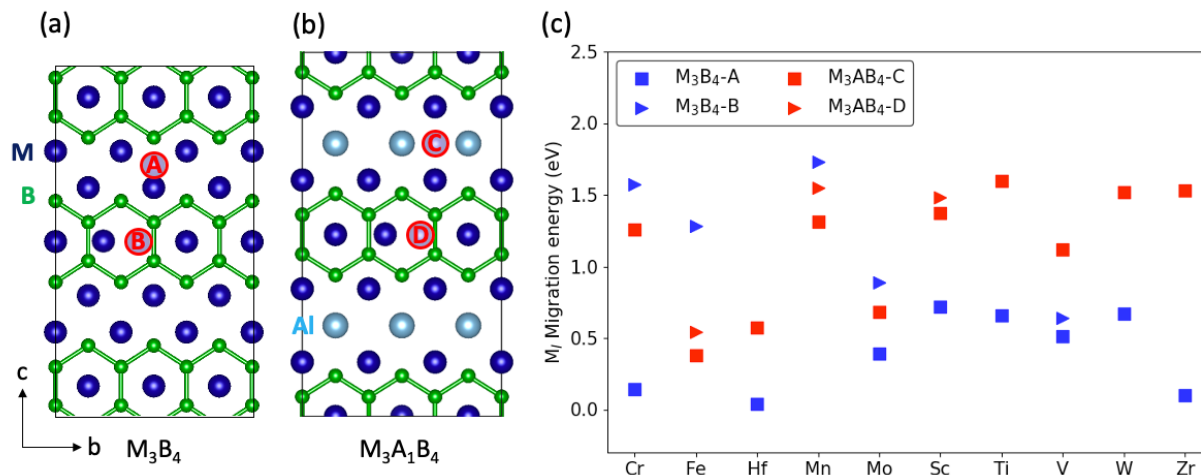 (a)
M
B
A
B
c
b
M₃B₄
(b)
C
D
Al
M₃A₁B₄
(c)
M_I Migration energy (eV)
2.5
2.0
1.5
1.0
0.5
0.0
M₃B₄-A
M₃B₄-B
M₃AB₄-C
M₃AB₄-D
Cr Fe Hf Mn Mo Sc Ti V W Zr